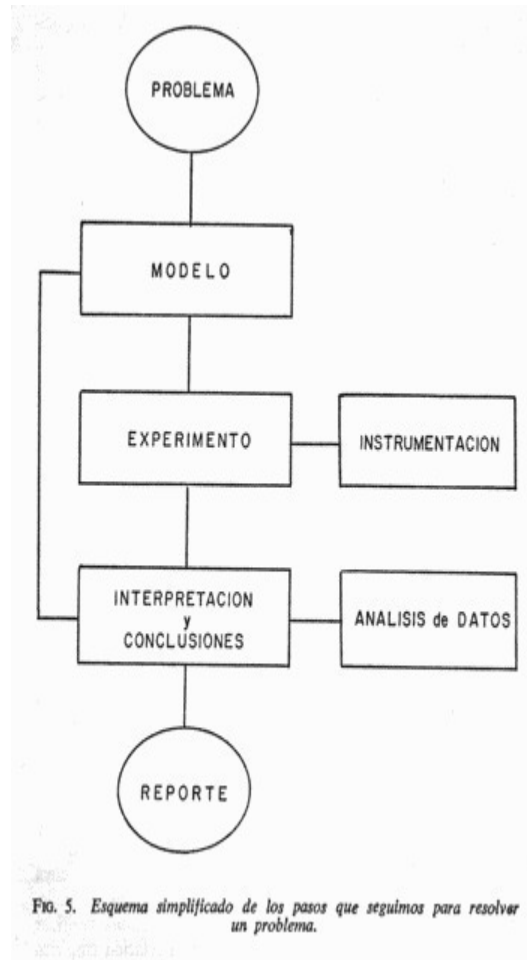 PROBLEMA
MODELO
EXPERIMENTO
INSTRUMENTACION
INTERPRETACION
y
CONCLUSIONES
ANALISIS de DATOS
REPORTE
FIG. 5. Esquema simplificado de los pasos que seguimos para resolver
un problema.